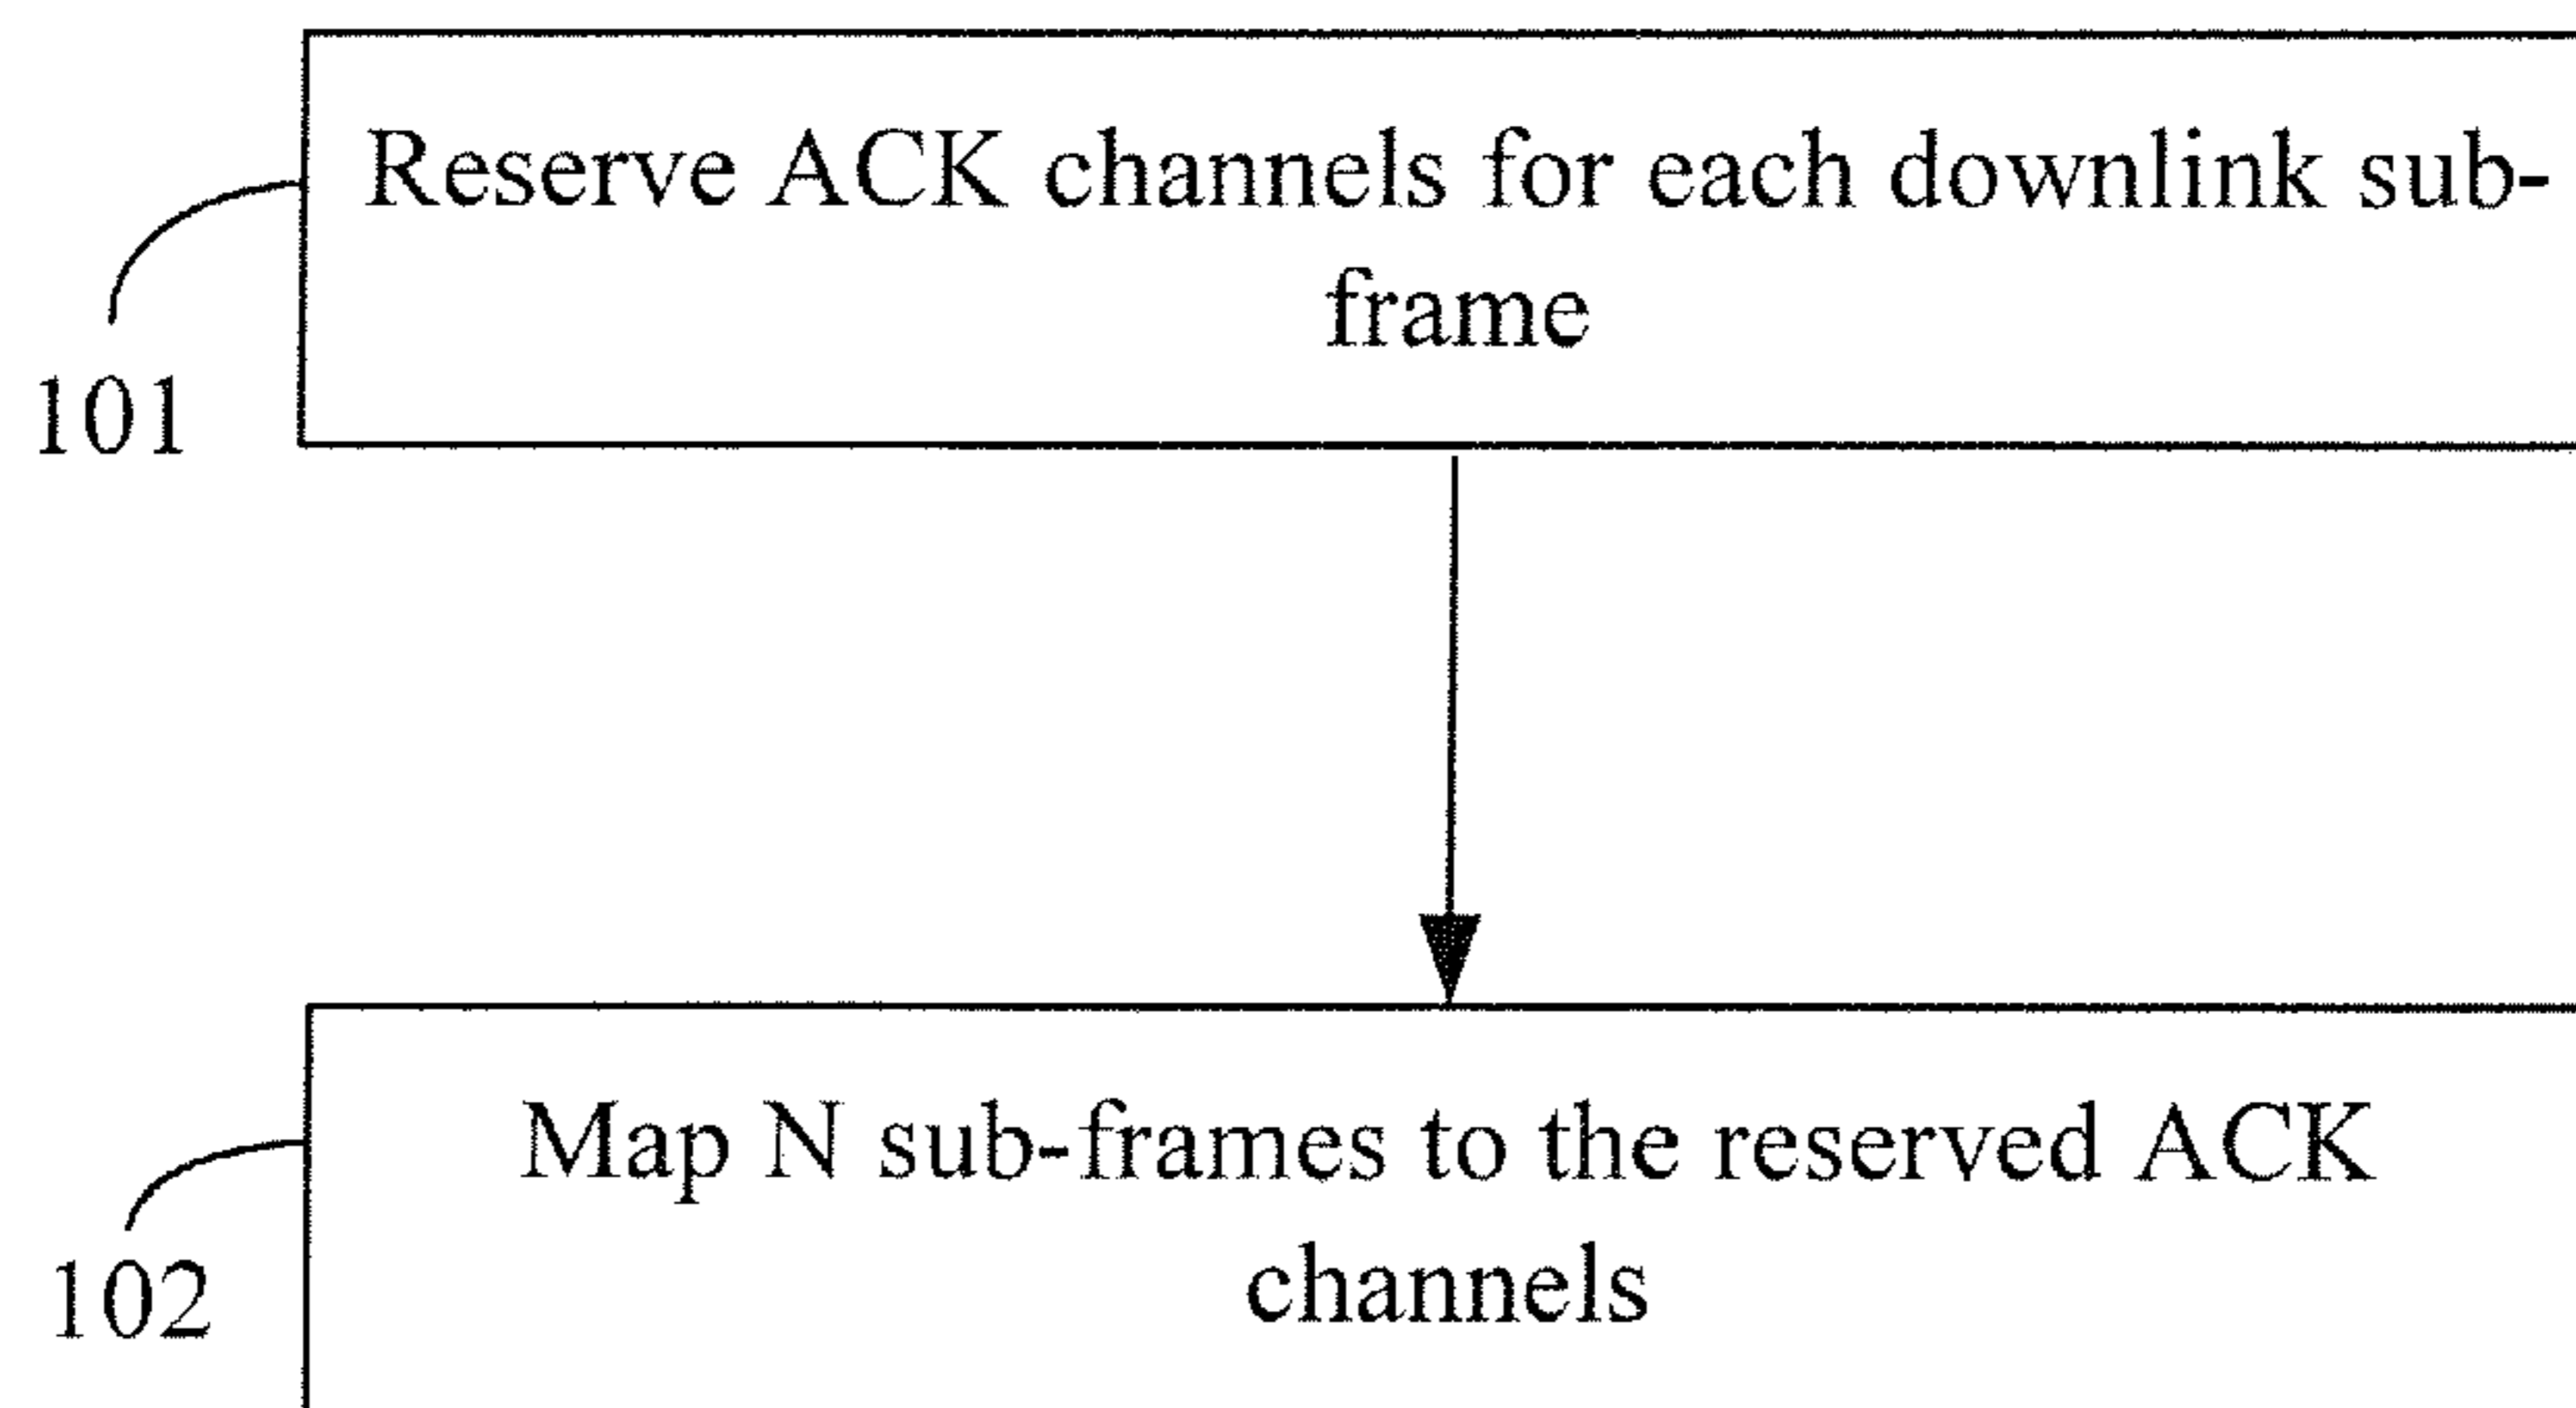 Reserve ACK channels for each downlink sub-
frame
101
Map N sub-frames to the reserved ACK
channels
102